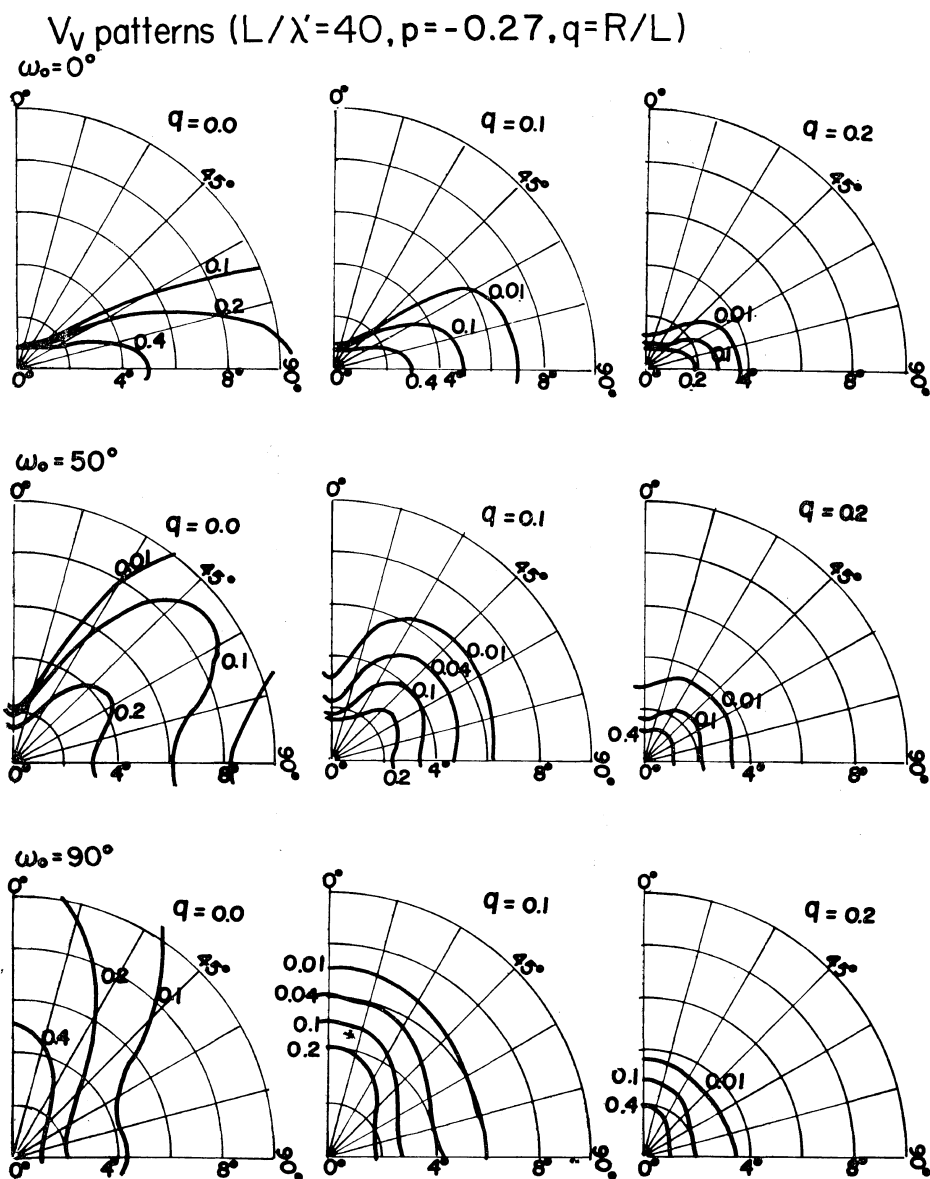 Vv patterns (L/λ'=40, p=-0.27, q=R/L)
ω₀=0°
0° q=0.0 45° 0.1 0.2 0.4 0° 4° 8° 90°
0° q=0.1 45° 0.01 0.1 0.4 0° 4° 8° 90°
0° q=0.2 45° 0.01 0.1 0.2 0° 4° 8° 90°
ω₀=50°
0° q=0.0 45° 0.01 0.1 0.2 0° 4° 8° 90°
0° q=0.1 45° 0.01 0.04 0.1 0.2 0° 4° 8° 90°
0° q=0.2 45° 0.01 0.1 0.4 0° 4° 8° 90°
ω₀=90°
0° q=0.0 45° 0.2 0.1 0.4 0° 4° 8° 90°
0° q=0.1 45° 0.01 0.04 0.1 0.2 0° 4° 8° 90°
0° q=0.2 45° 0.1 0.01 0.4 0° 4° 8° 90°